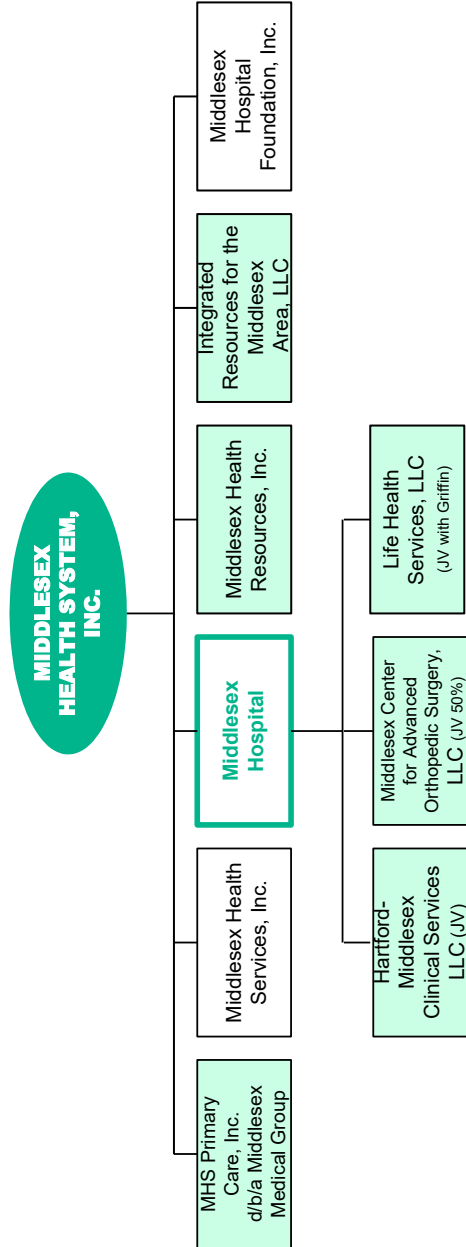 MIDDLESEX
HEALTH SYSTEM,
INC.
MHS Primary
Care, Inc.
d/b/a Middlesex
Medical Group
Middlesex Health
Services, Inc.
Middlesex
Hospital
Middlesex Health
Resources, Inc.
Integrated
Resources for the
Middlesex
Area, LLC
Middlesex
Hospital
Foundation, Inc.
Hartford-
Middlesex
Clinical Services
LLC (JV)
Middlesex Center
for Advanced
Orthopedic Surgery,
LLC (JV 50%)
Life Health
Services, LLC
(JV with Griffin)